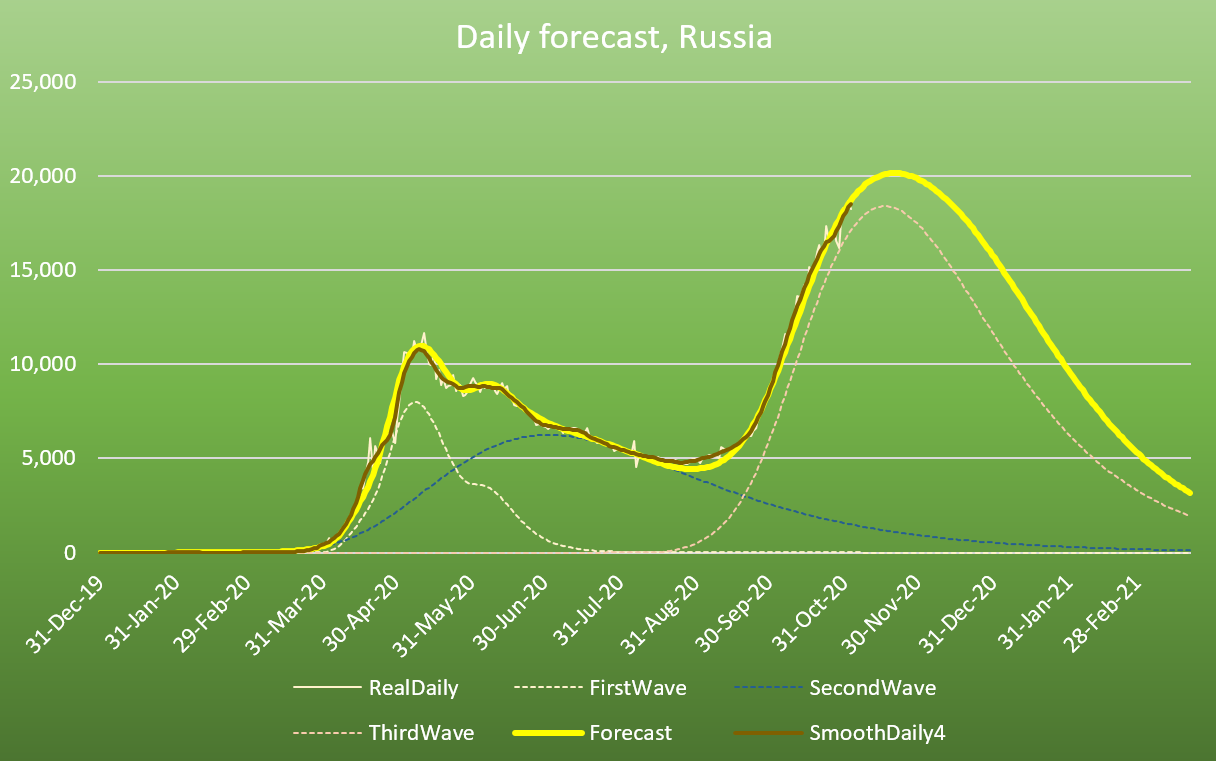 Daily forecast, Russia
25,000
20,000
15,000
10,000
5,000
0
31-Dec-19 31-Jan-20 29-Feb-20 31-Mar-20 30-Apr-20 31-May-20 30-Jun-20 31-Jul-20 31-Aug-20 30-Sep-20 31-Oct-20 30-Nov-20 31-Dec-20 31-Jan-21 28-Feb-21
RealDaily FirstWave SecondWave
ThirdWave Forecast SmoothDaily4